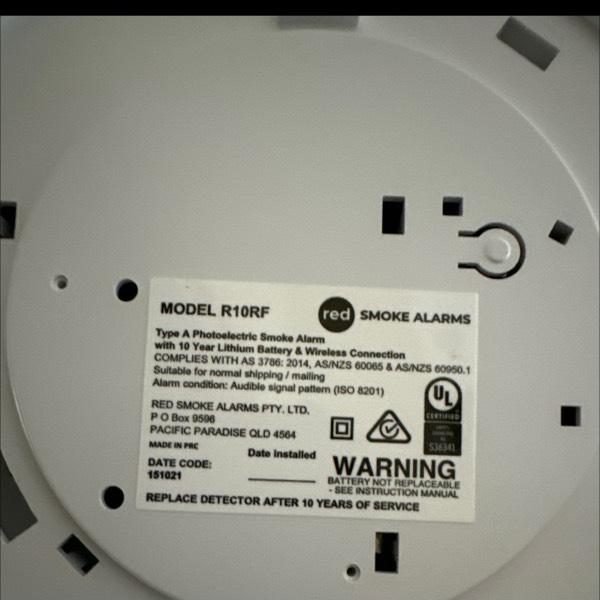 MODEL R10RF
red SMOKE ALARMS
Type A Photoelectric Smoke Alarm
with 10 Year Lithium Battery & Wireless Connection
COMPLIES WITH AS 3786: 2014, AS/NZS 60065 & AS/NZS 60950.1
Suitable for normal shipping / mailing
Alarm condition: Audible signal pattern (ISO 8201)
RED SMOKE ALARMS PTY. LTD.
P O Box 9596
PACIFIC PARADISE QLD 4564
MADE IN PRC
DATE CODE:
151021
Date installed
UL
CERTIFIED
S36341
WARNING
BATTERY NOT REPLACEABLE
- SEE INSTRUCTION MANUAL
REPLACE DETECTOR AFTER 10 YEARS OF SERVICE